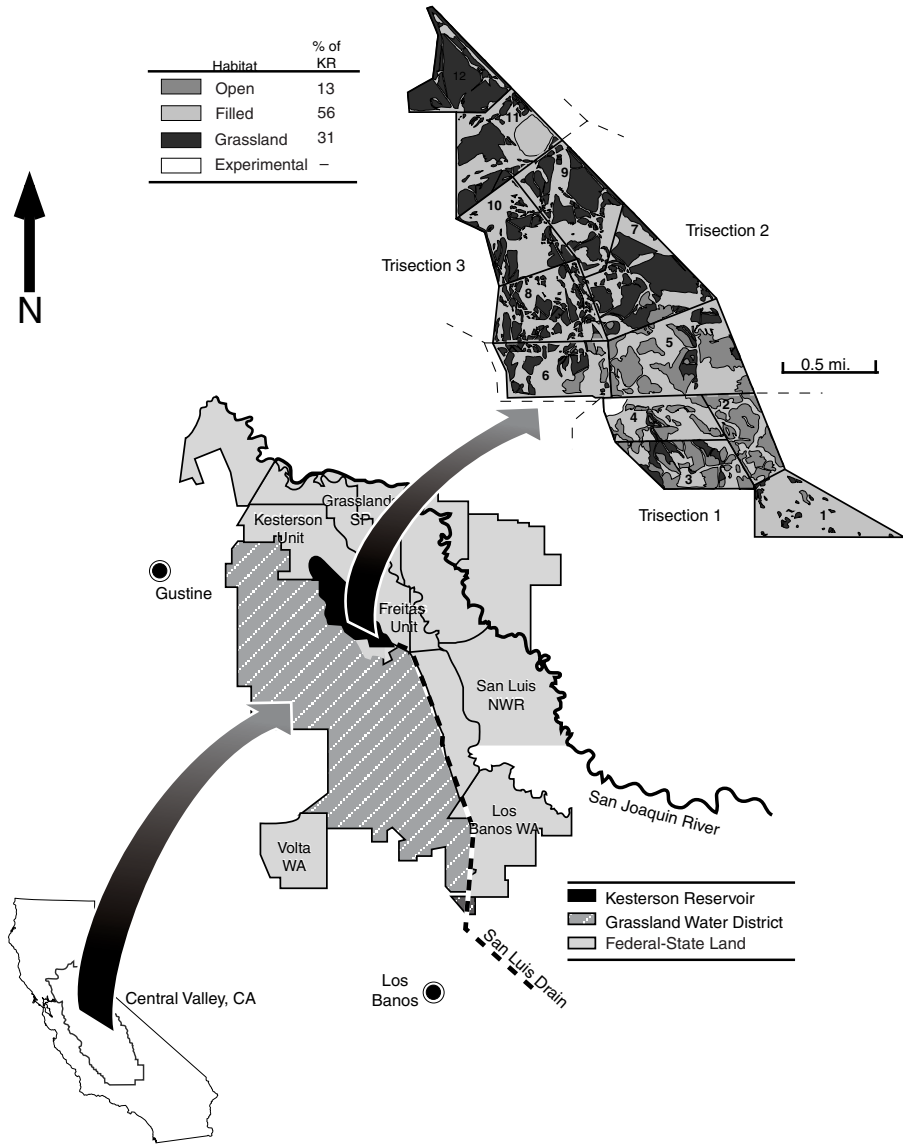 % of
Habitat KR
Open 13
Filled 56
Grassland 31
Experimental –
N
12
11
9
10
7
Trisection 2
Trisection 3
8
5
6
0.5 mi.
2
4
3
Trisection 1
1
Grasslands
SP
Kesterson
Unit
Gustine
Freitas
Unit
San Luis
NWR
San Joaquin River
Los
Banos WA
Volta
WA
Kesterson Reservoir
Grassland Water District
Federal-State Land
San Luis Drain
Los
Banos
Central Valley, CA